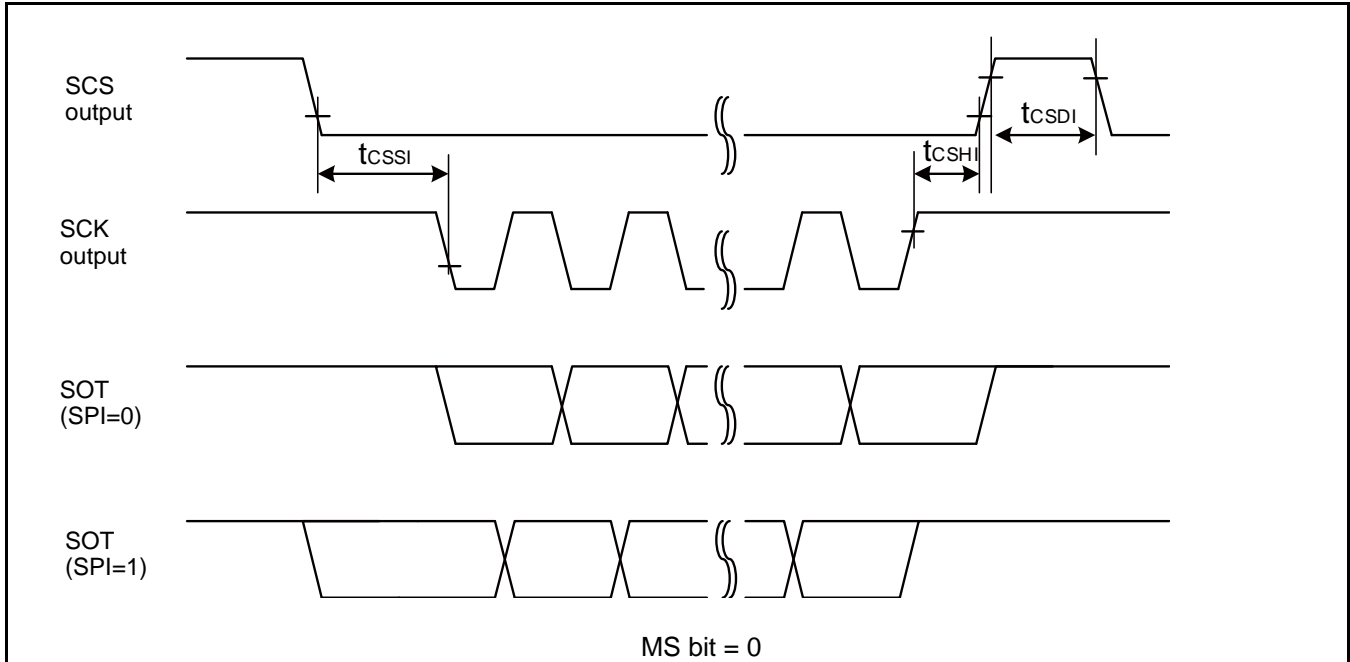 SCS
output
tCSSI
tCSHI
tCSDI
SCK
output
SOT
(SPI=0)
SOT
(SPI=1)
MS bit = 0